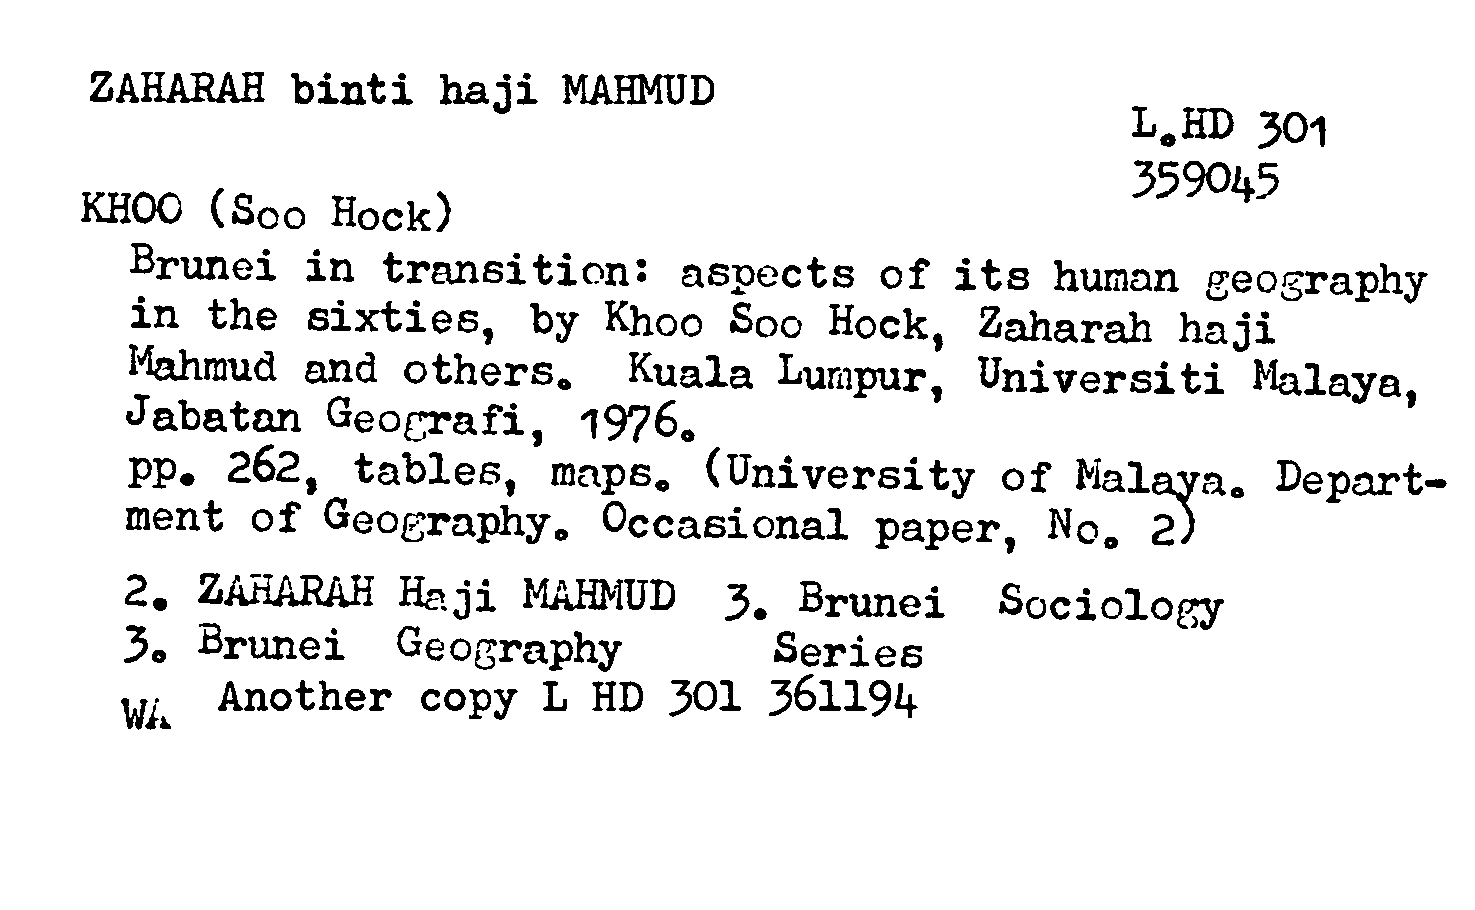 ZAHARAH binti haji MAHMUD
L.HD 301
359045
KHOO (Soo Hock)
Brunei in transition: aspects of its human geography
in the sixties, by Khoo Soo Hock, Zaharah haji
Mahmud and others. Kuala Lumpur, Universiti Malaya,
Jabatan Geografi, 1976.
pp. 262, tables, maps. (University of Malaya. Depart-
ment of Geography. Occasional paper, No. 2)
2. ZAHARAH Haji MAHMUD 3. Brunei Sociology
3. Brunei Geography Series
WA Another copy L HD 301 361194